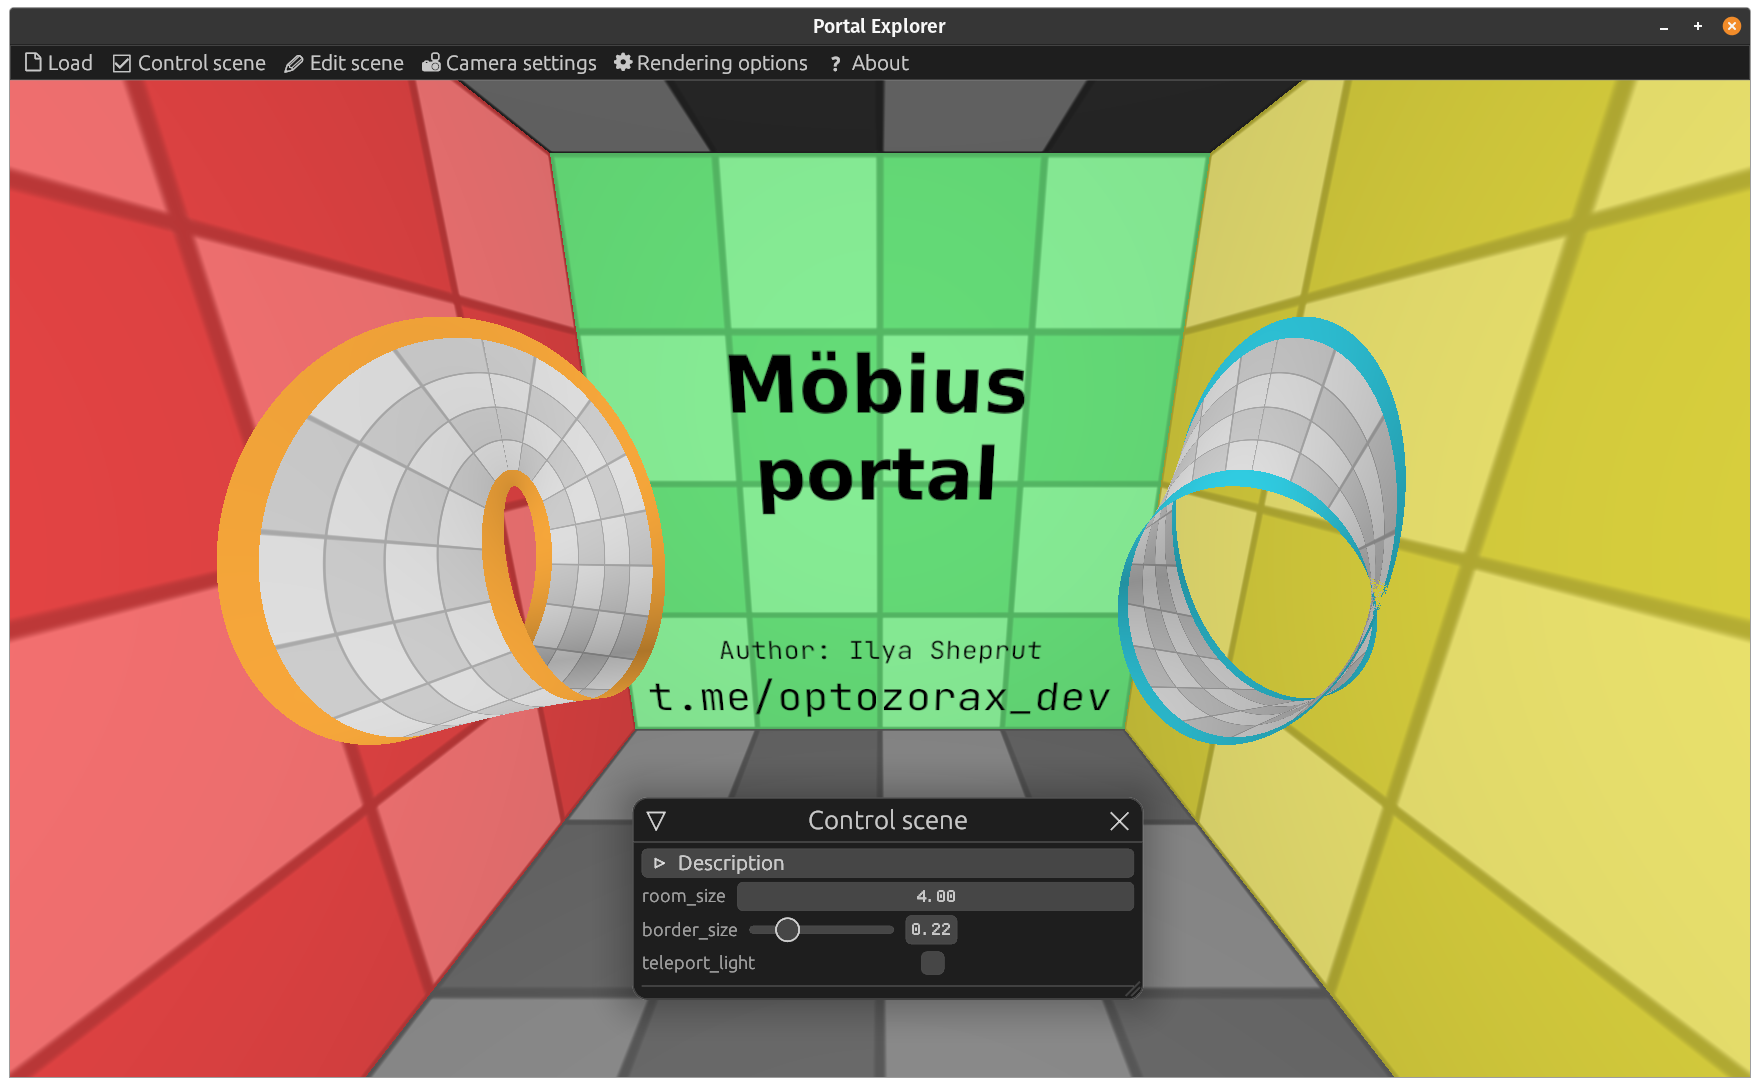 Portal Explorer
Load Control scene Edit scene Camera settings Rendering options ? About
Möbius
portal
Author: Ilya Sheprut
t.me/optozorax_dev
Control scene
Description
room_size 4.00
border_size 0.22
teleport_light